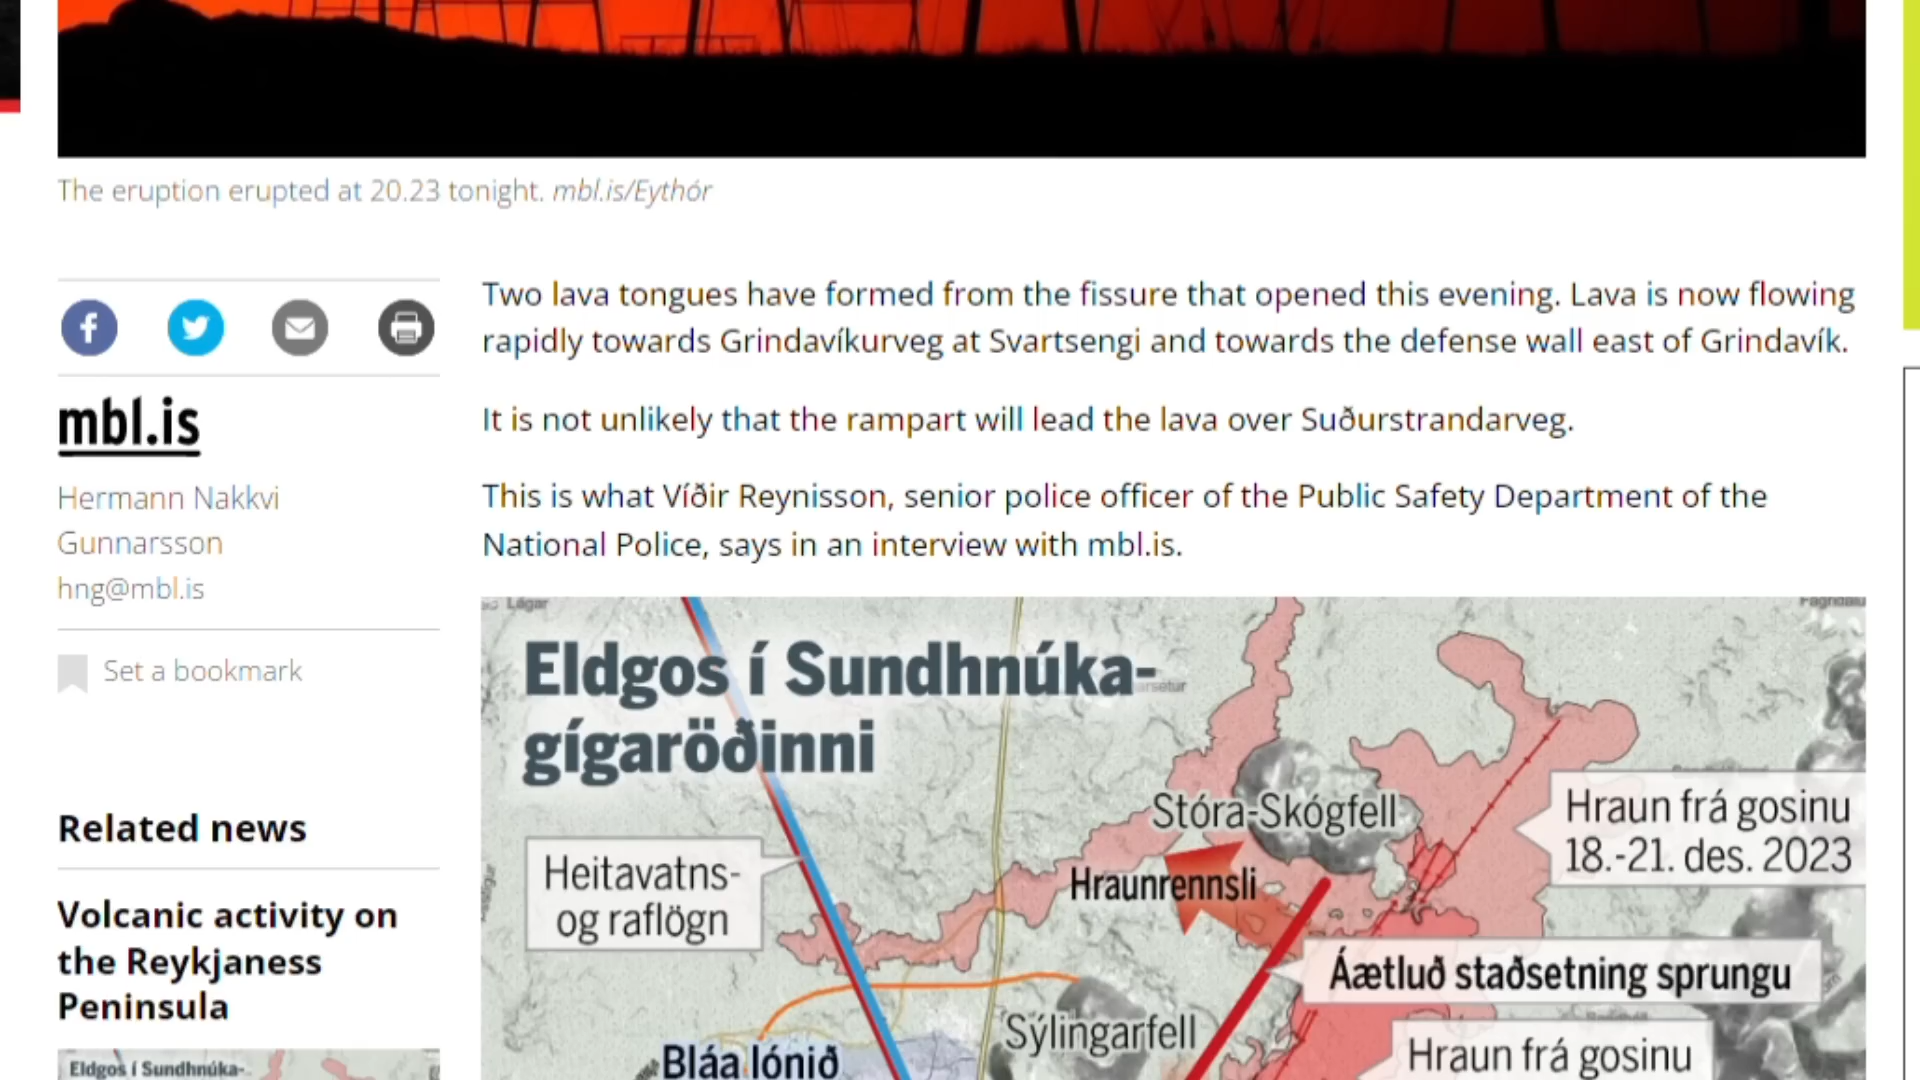 The eruption erupted at 20.23 tonight. mbl.is/Eythór
mbl.is
Hermann Nakkvi
Gunnarsson
hng@mbl.is
Set a bookmark
Related news
Volcanic activity on
the Reykjaness
Peninsula
Eldgos í Sundhnúka-
Two lava tongues have formed from the fissure that opened this evening. Lava is now flowing
rapidly towards Grindavíkurveg at Svartsengi and towards the defense wall east of Grindavík.
It is not unlikely that the rampart will lead the lava over Suðurstrandarveg.
This is what Víðir Reynisson, senior police officer of the Public Safety Department of the
National Police, says in an interview with mbl.is.
Lágar
Eldgos í Sundhnúka-
gígaröðinni
Stóra-Skógfell
Hraun frá gosinu
18.-21. des. 2023
Heitavatns-
og raflögn
Hraunrennsli
Áætluð staðsetning sprungu
Sýlingarfell
Bláa lónið
Hraun frá gosinu